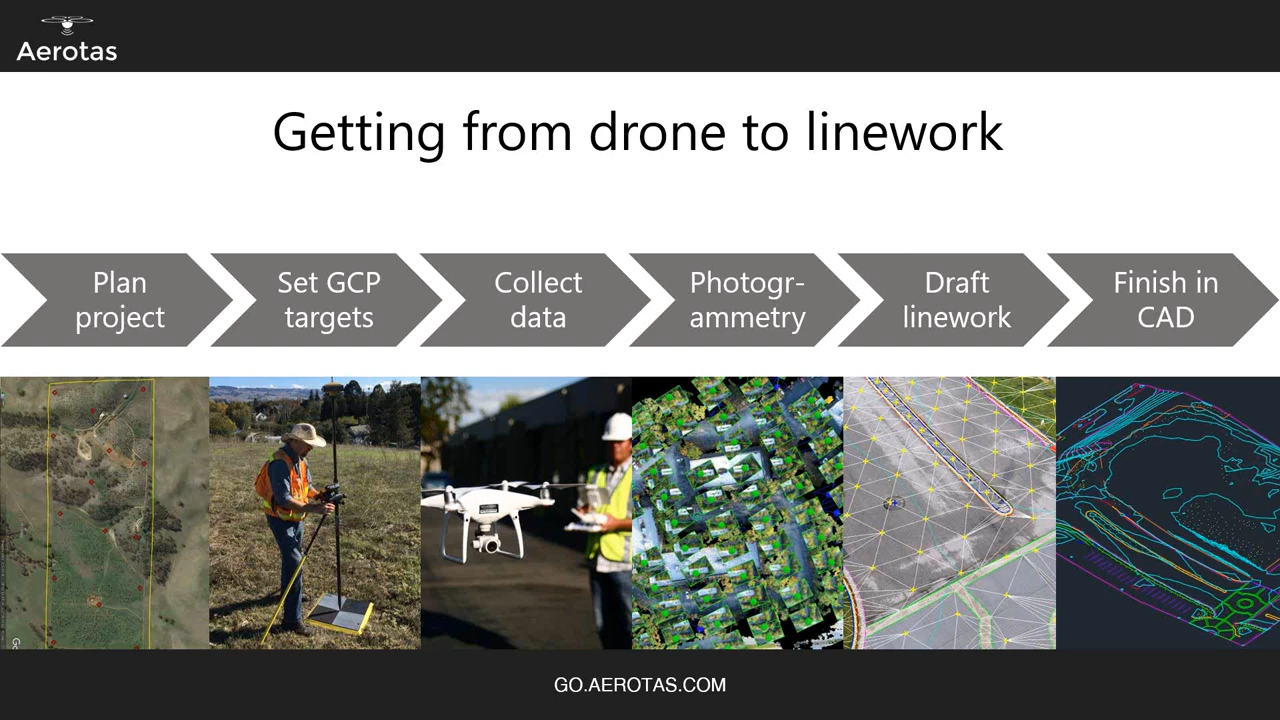 Aerotas
Getting from drone to linework
Plan
project
Set GCP
targets
Collect
data
Photogr-
ammetry
Draft
linework
Finish in
CAD
GO.AEROTAS.COM